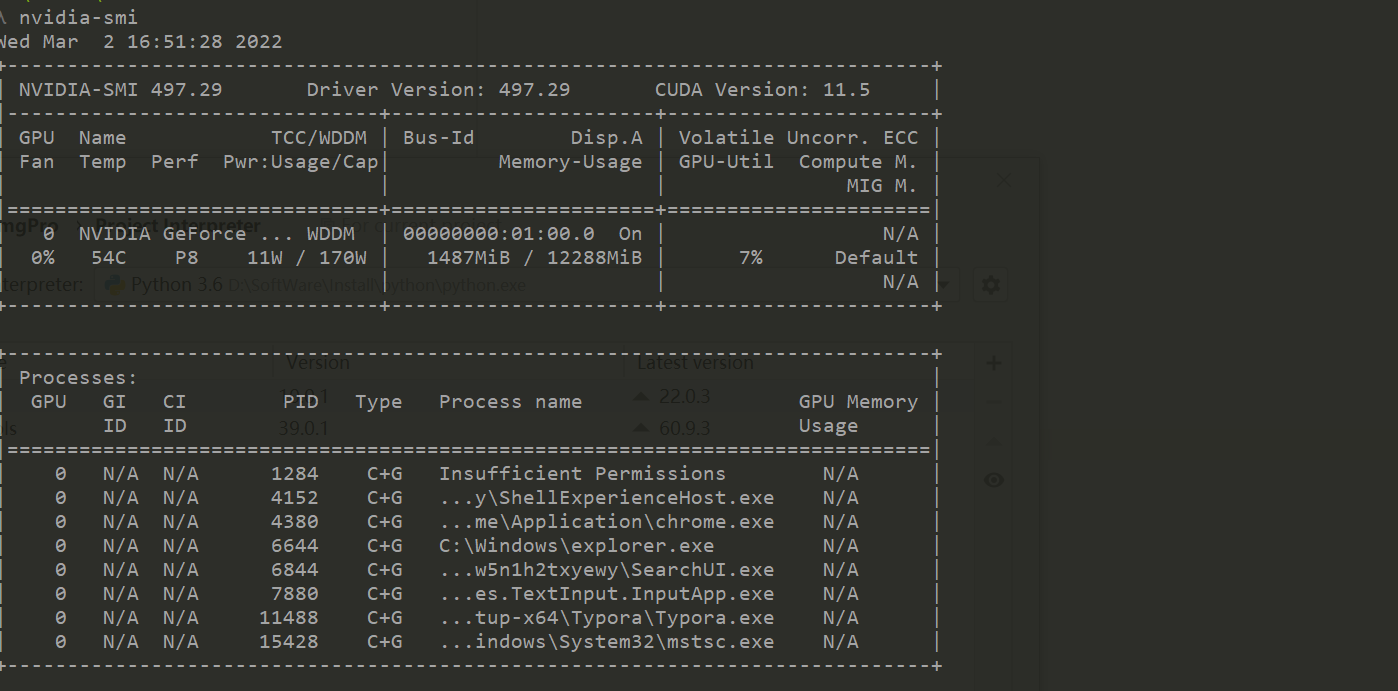 λ nvidia-smi
Wed Mar  2 16:51:28 2022
+-----------------------------------------------------------------------------+
| NVIDIA-SMI 497.29       Driver Version: 497.29       CUDA Version: 11.5     |
|-------------------------------+----------------------+----------------------+
| GPU  Name            TCC/WDDM | Bus-Id        Disp.A | Volatile Uncorr. ECC |
| Fan  Temp  Perf  Pwr:Usage/Cap|         Memory-Usage | GPU-Util  Compute M. |
|                               |                      |               MIG M. |
|===============================+======================+======================|
|   0  NVIDIA GeForce ... WDDM  | 00000000:01:00.0  On |                  N/A |
|  0%   54C    P8    11W / 170W |   1487MiB / 12288MiB |      7%      Default |
|                               |                      |                  N/A |
+-------------------------------+----------------------+----------------------+
+-----------------------------------------------------------------------------+
| Processes:                                                                  |
|  GPU   GI   CI        PID   Type   Process name                  GPU Memory |
|        ID   ID                                                   Usage      |
|=============================================================================|
|    0   N/A  N/A      1284    C+G   Insufficient Permissions        N/A      |
|    0   N/A  N/A      4152    C+G   ...y\ShellExperienceHost.exe    N/A      |
|    0   N/A  N/A      4380    C+G   ...me\Application\chrome.exe    N/A      |
|    0   N/A  N/A      6644    C+G   C:\Windows\explorer.exe         N/A      |
|    0   N/A  N/A      6844    C+G   ...w5n1h2txyewy\SearchUI.exe    N/A      |
|    0   N/A  N/A      7880    C+G   ...es.TextInput.InputApp.exe    N/A      |
|    0   N/A  N/A     11488    C+G   ...tup-x64\Typora\Typora.exe    N/A      |
|    0   N/A  N/A     15428    C+G   ...indows\System32\mstsc.exe    N/A      |
+-----------------------------------------------------------------------------+
Project Interpreter
Python 3.6 D:\SoftWare\Install\python\python.exe
Version Latest version
22.0.3
39.0.1 60.9.3